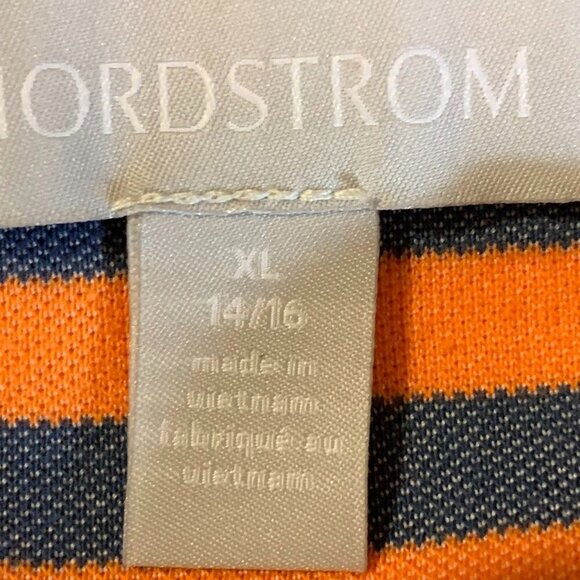 NORDSTROM
XL
14/16
made in
vietnam
fabriqué au
vietnam